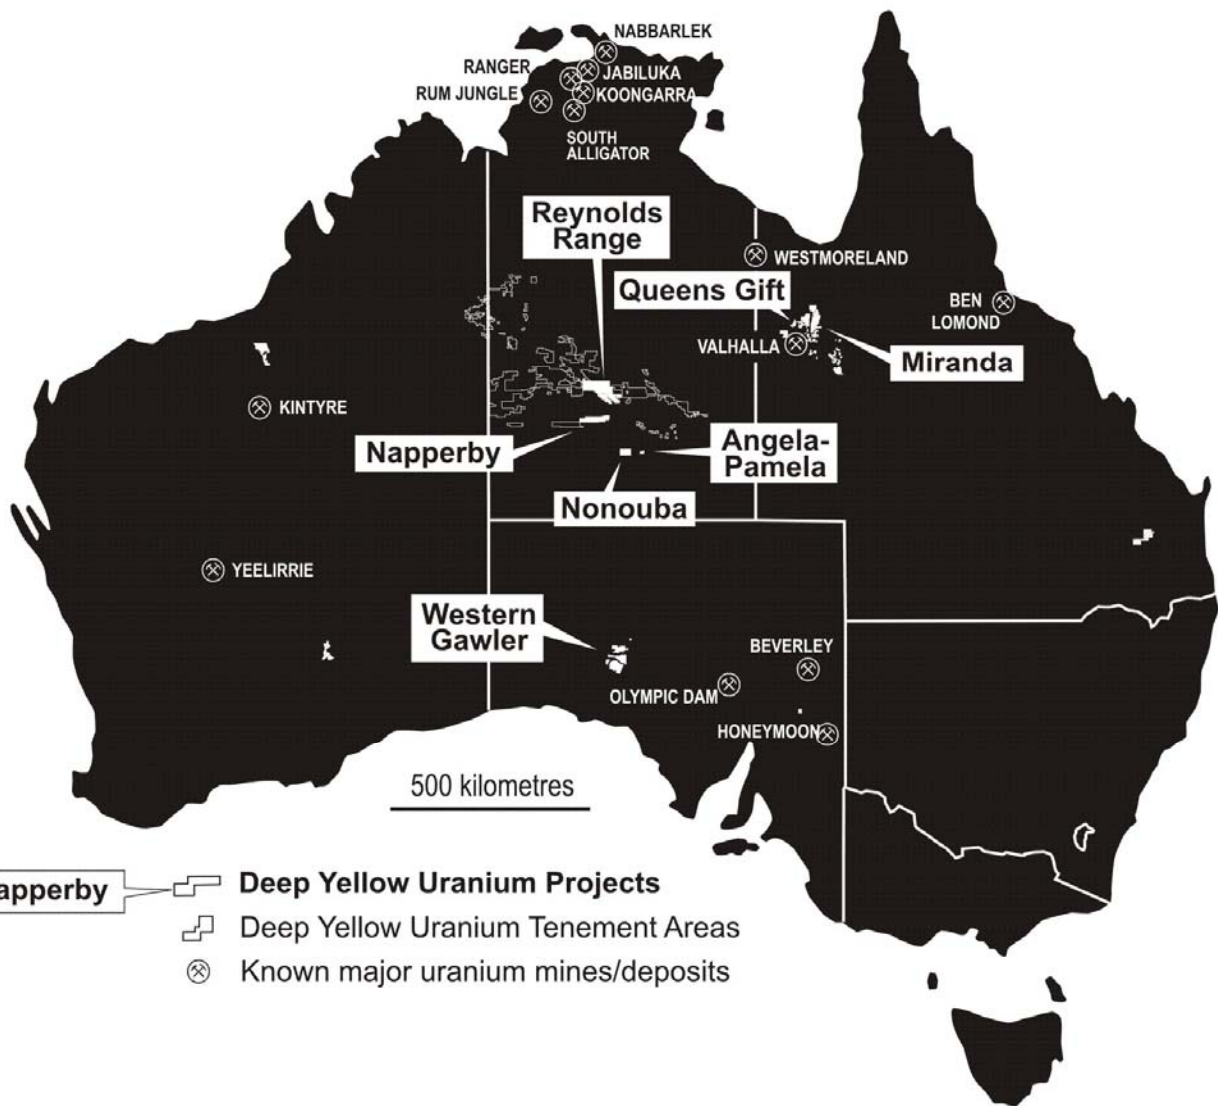 NABBARLEK
RANGER
JABILUKA
RUM JUNGLE
KOONGARRA
SOUTH
ALLIGATOR
Reynolds
Range
WESTMORELAND
Queens Gift
BEN
LOMOND
VALHALLA
Miranda
KINTYRE
Napperby
Angela-
Pamela
Nonouba
YEELIRRIE
Western
Gawler
BEVERLEY
OLYMPIC DAM
HONEYMOON
500 kilometres
apperby
Deep Yellow Uranium Projects
Deep Yellow Uranium Tenement Areas
Known major uranium mines/deposits